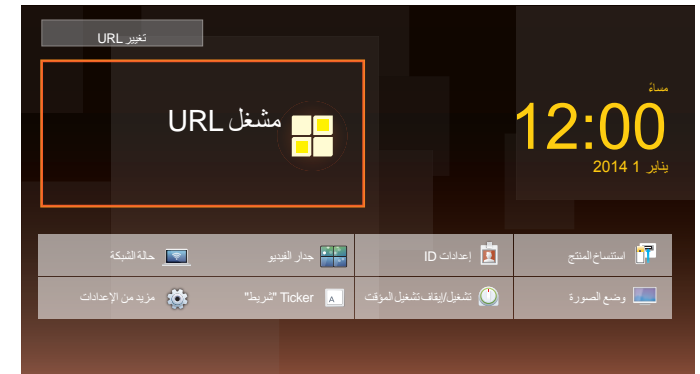 تغيير URL
مشغل URL
مساءً
12:00
يناير 1 2014
استنساخ المنتج
إعدادات ID
جدار الفيديو
حالة الشبكة
وضع الصورة
تشغيل/إيقاف تشغيل المؤقت
A
Ticker "شريط"
مزيد من الإعدادات